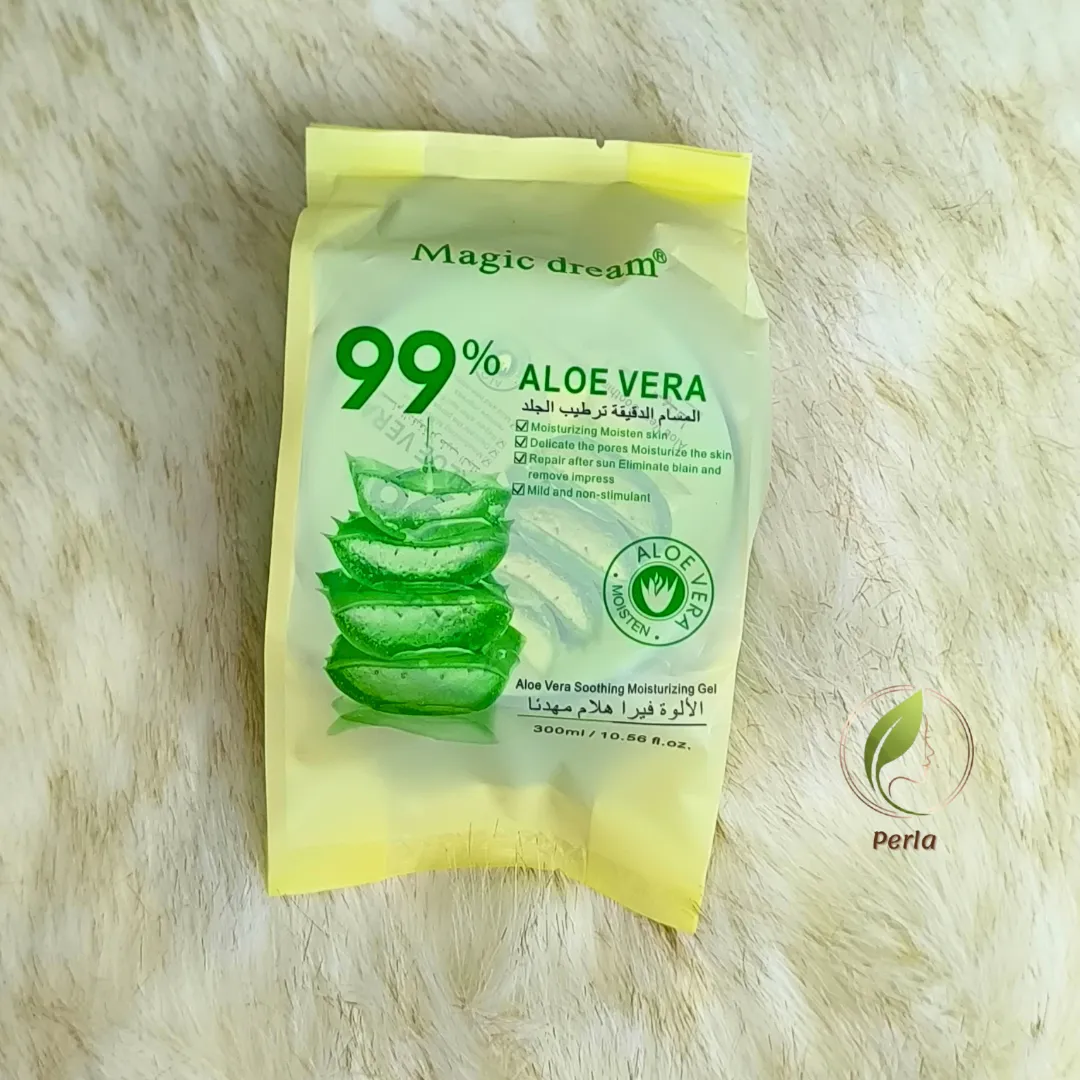 Magic dream®
99% ALOE VERA
المسام الدقيقة ترطيب الجلد
Moisturizing Moisten skin
Delicate the pores Moisturize the skin
Repair after sun Eliminate blain and
remove impress
Mild and non-stimulant
ALOE VERA
MOISTEN
Aloe Vera Soothing Moisturizing Gel
الألوة فيرا هلام مهدئا
300ml / 10.56 fl.oz.
Perla